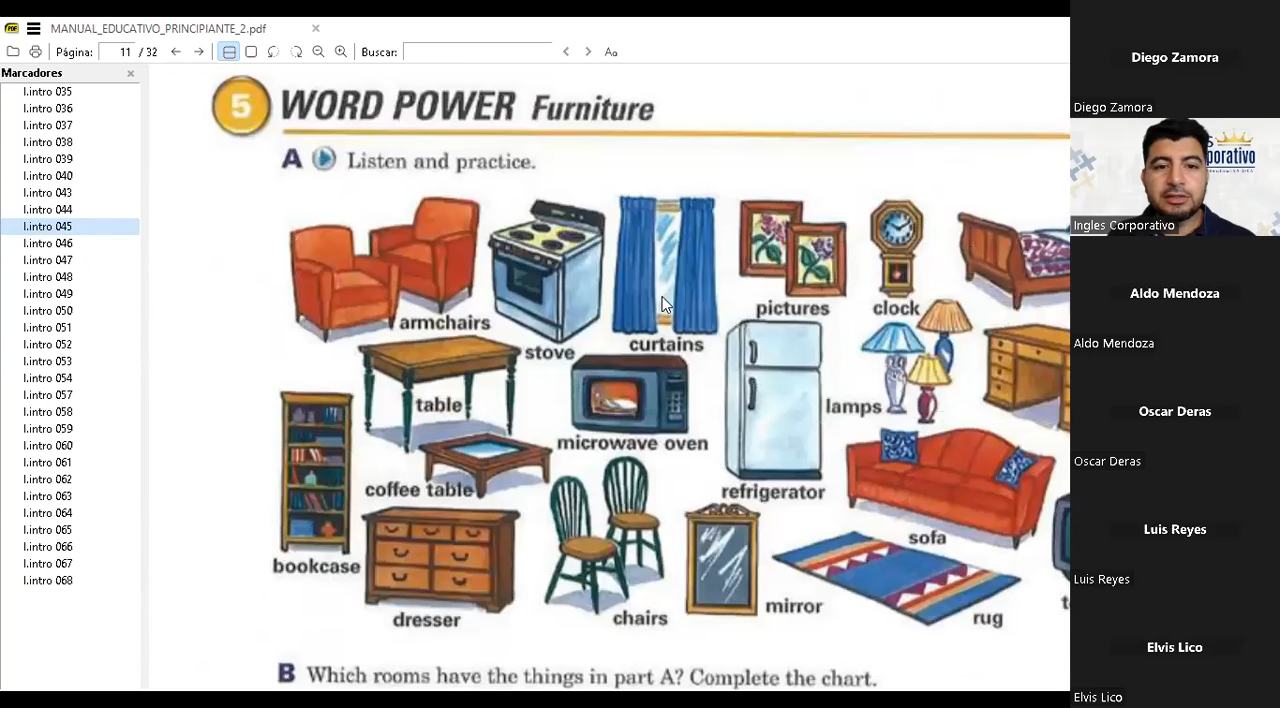 MANUAL_EDUCATIVO_PRINCIPIANTE_2.pdf
Página: 11 / 32
Buscar:
Aa
Marcadores
I.intro 035
I.intro 036
I.intro 037
I.intro 038
I.intro 039
I.intro 040
I.intro 043
I.intro 044
I.intro 045
I.intro 046
I.intro 047
I.intro 048
I.intro 049
I.intro 050
I.intro 051
I.intro 052
I.intro 053
I.intro 054
I.intro 057
I.intro 058
I.intro 059
I.intro 060
I.intro 061
I.intro 062
I.intro 063
I.intro 064
I.intro 065
I.intro 066
I.intro 067
I.intro 068
5 WORD POWER Furniture
A Listen and practice.
armchairs
stove
curtains
pictures
clock
table
microwave oven
lamps
coffee table
refrigerator
sofa
bookcase
dresser
chairs
mirror
rug
B Which rooms have the things in part A? Complete the chart.
Diego Zamora
Diego Zamora
Ingles Corporativo
Aldo Mendoza
Aldo Mendoza
Oscar Deras
Oscar Deras
Luis Reyes
Luis Reyes
Elvis Lico
Elvis Lico